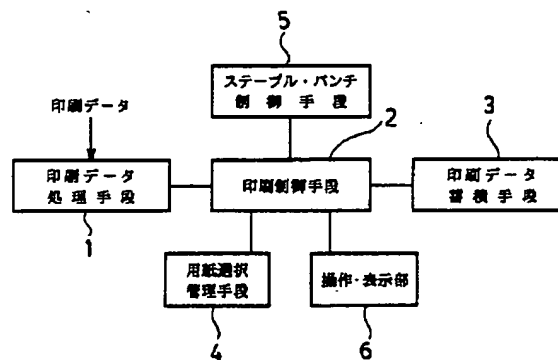 5
ステープル・パンチ
制御手段
印刷データ
2
3
印刷データ
処理手段
印刷制御手段
印刷データ
蓄積手段
1
用紙選択
管理手段
操作・表示部
4
6